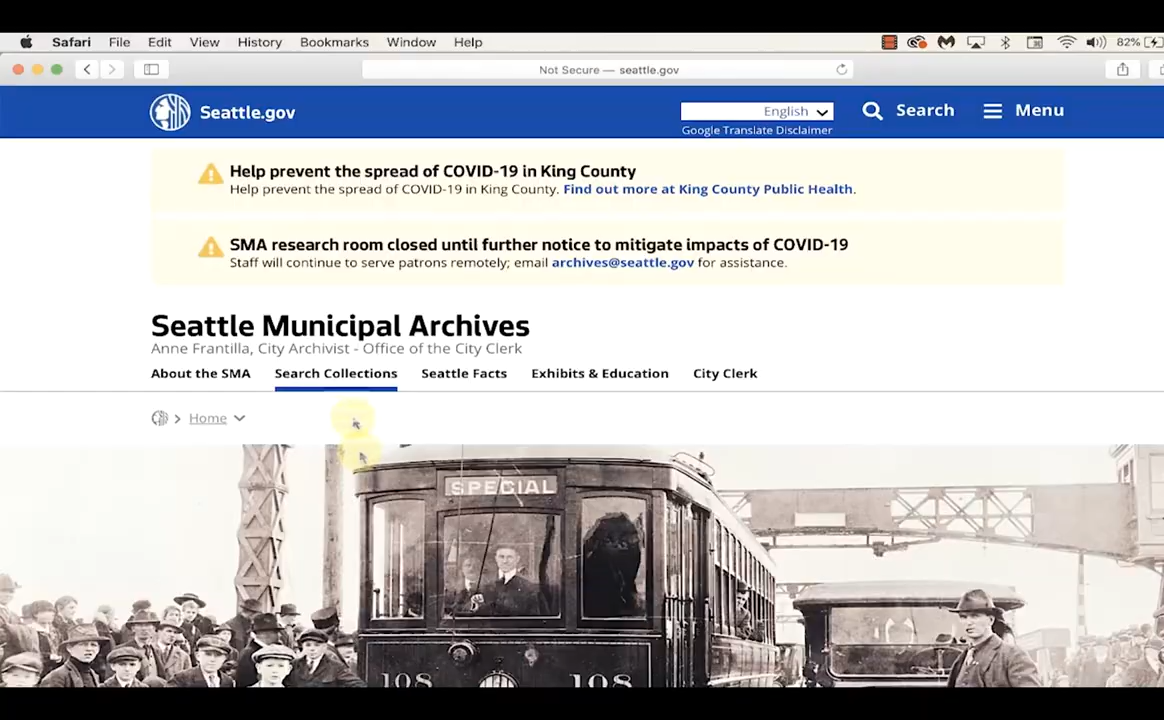 Safari File Edit View History Bookmarks Window Help 82%
Not Secure — seattle.gov
Seattle.gov English Search Menu
Google Translate Disclaimer
Help prevent the spread of COVID-19 in King County
Help prevent the spread of COVID-19 in King County. Find out more at King County Public Health.
SMA research room closed until further notice to mitigate impacts of COVID-19
Staff will continue to serve patrons remotely; email archives@seattle.gov for assistance.
Seattle Municipal Archives
Anne Frantilla, City Archivist - Office of the City Clerk
About the SMA Search Collections Seattle Facts Exhibits & Education City Clerk
Home
SPECIAL
108 108